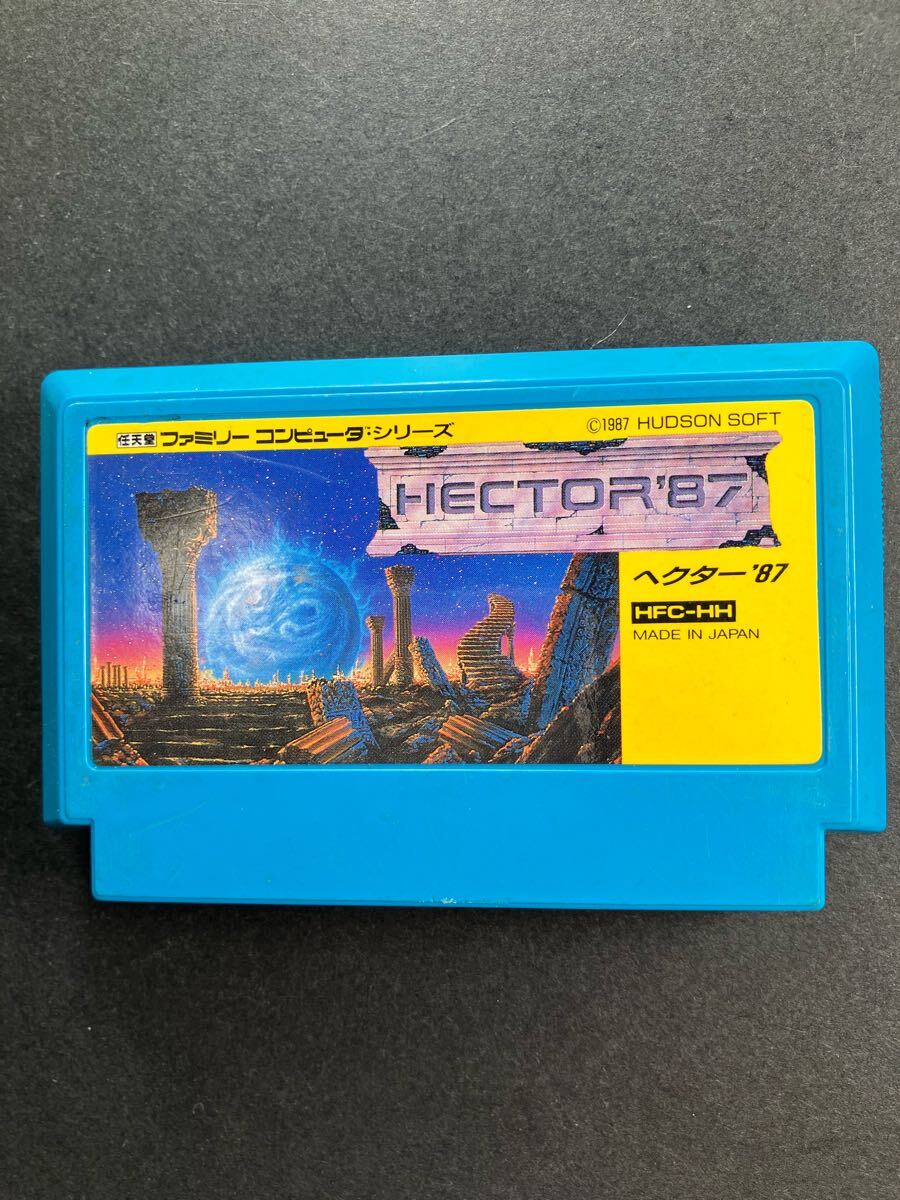 任天堂 ファミリー コンピュータ・シリーズ
©1987 HUDSON SOFT
HECTOR'87
ヘクター'87
HFC-HH
MADE IN JAPAN